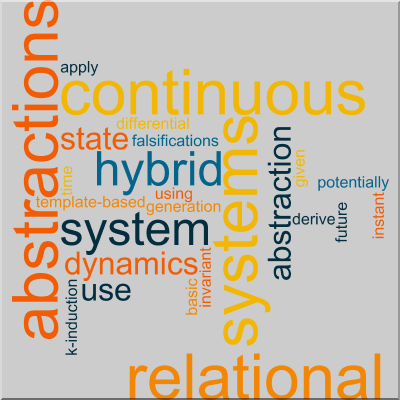 abstractions
apply
continuous
differential
state
falsifications
hybrid
systems
abstraction
given
time
using
potentially
template-based
generation
system
derive
future
instant
dynamics
k-induction
use
basic
invariant
relational